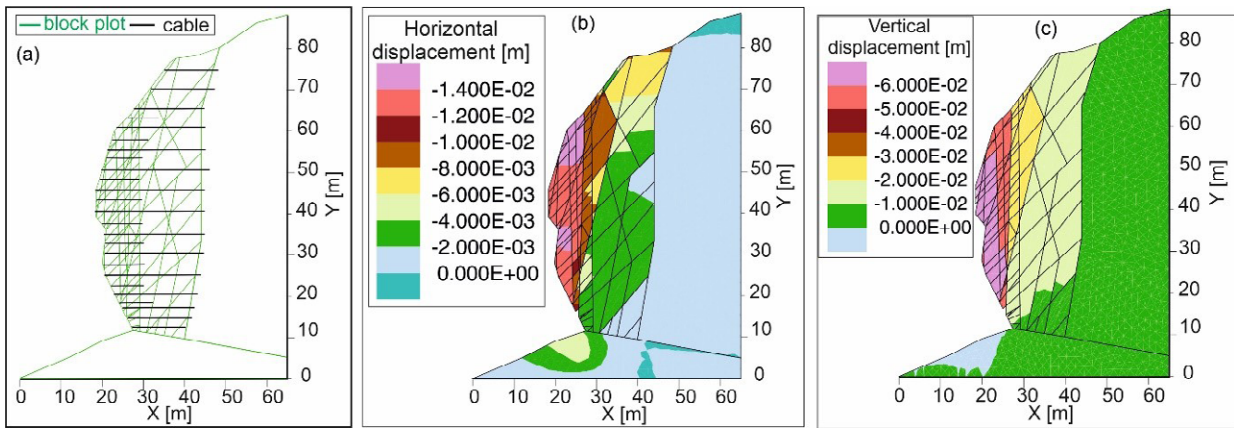 block plot cable
(a)
80
70
60
50
40
30
20
10
0
Y [m]
0 10 20 30 40 50 60
X [m]
Horizontal
displacement [m]
-1.400E-02
-1.200E-02
-1.000E-02
-8.000E-03
-6.000E-03
-4.000E-03
-2.000E-03
0.000E+00
(b)
80
70
60
50
40
30
20
10
0
Y [m]
0 10 20 30 40 50 60
X [m]
Vertical
displacement [m]
-6.000E-02
-5.000E-02
-4.000E-02
-3.000E-02
-2.000E-02
-1.000E-02
0.000E+00
(c)
80
70
60
50
40
30
20
10
0
Y [m]
0 10 20 30 40 50 60
X [m]